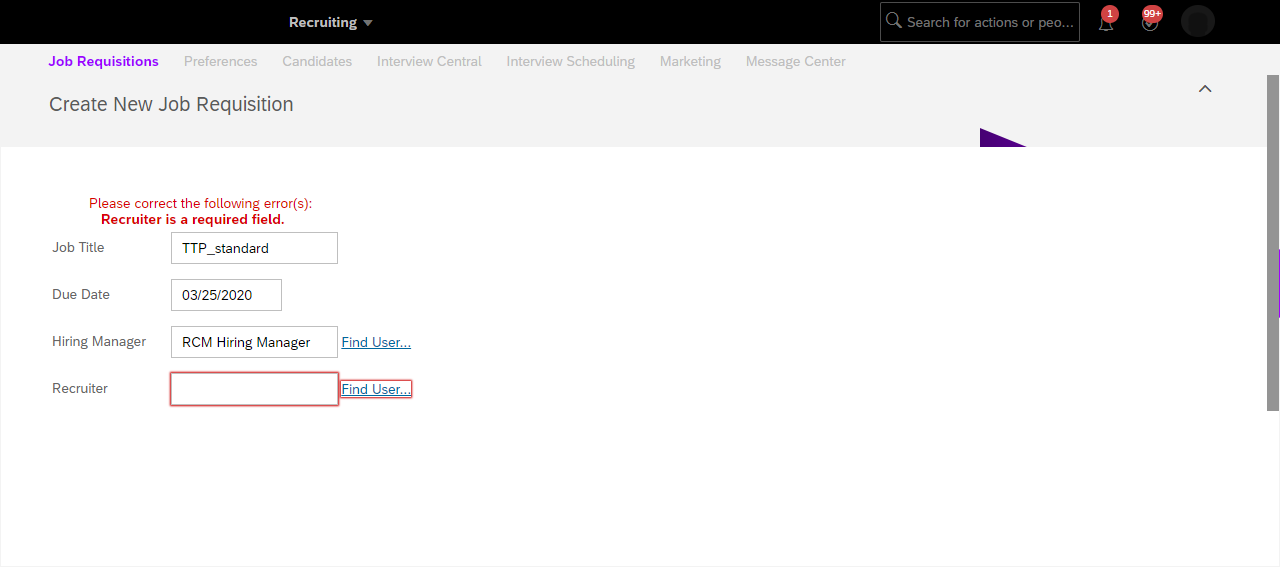 Recruiting
Search for actions or peo...
1
99+
Job Requisitions Preferences Candidates Interview Central Interview Scheduling Marketing Message Center
Create New Job Requisition
Please correct the following error(s):
Recruiter is a required field.
Job Title TTP_standard
Due Date 03/25/2020
Hiring Manager RCM Hiring Manager Find User...
Recruiter Find User...